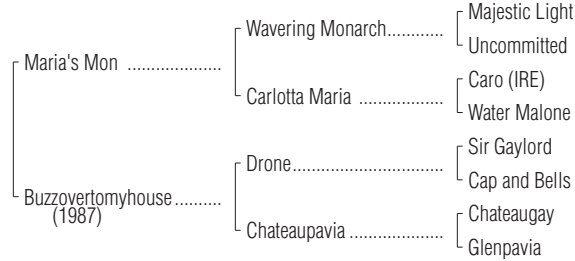 Majestic Light
Wavering Monarch............
Uncommitted
Maria's Mon ....................
Caro (IRE)
Carlotta Maria ..................
Water Malone
Sir Gaylord
Drone................................
Cap and Bells
Buzzovertomyhouse..........
(1987)
Chateaugay
Chateaupavia ....................
Glenpavia